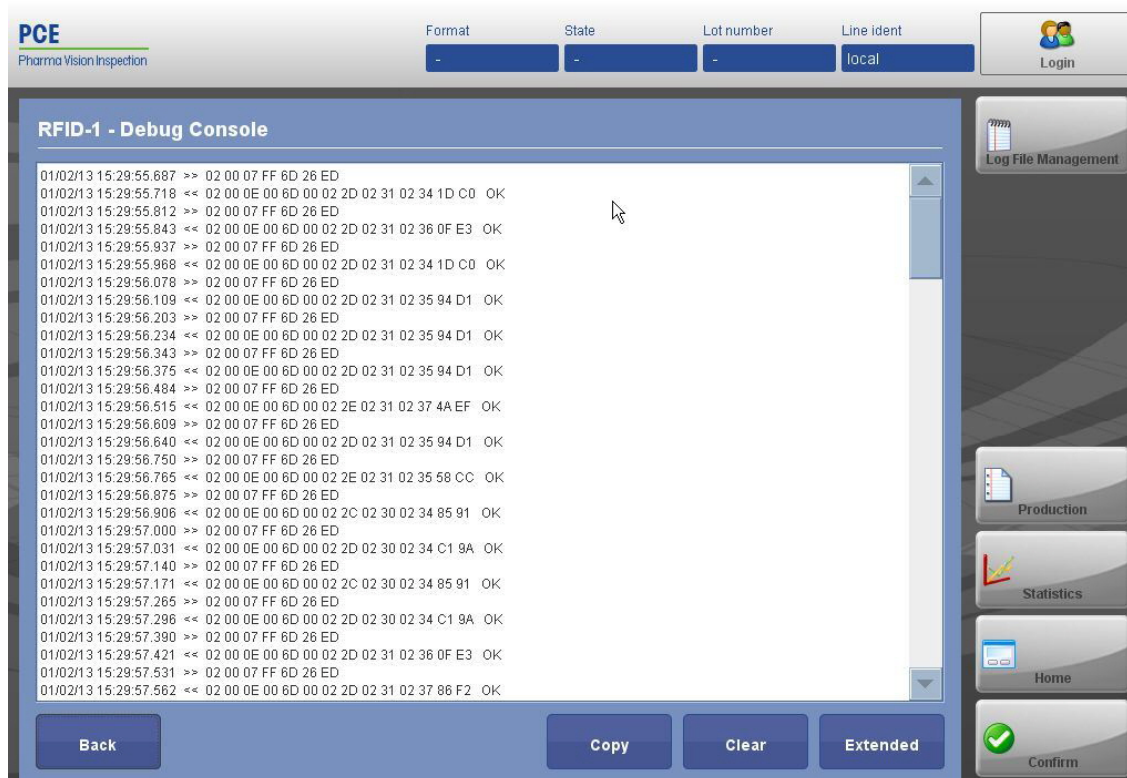 PCE
Pharma Vision Inspection
Format
State
Lot number
Line ident
-
-
-
local
Login
RFID-1 - Debug Console
Log File Management
01/02/13 15:29:55.687 >> 02 00 07 FF 6D 26 ED
01/02/13 15:29:55.718 << 02 00 0E 00 6D 00 02 2D 02 31 02 34 1D C0 OK
01/02/13 15:29:55.812 >> 02 00 07 FF 6D 26 ED
01/02/13 15:29:55.843 << 02 00 0E 00 6D 00 02 2D 02 31 02 36 0F E3 OK
01/02/13 15:29:55.937 >> 02 00 07 FF 6D 26 ED
01/02/13 15:29:55.968 << 02 00 0E 00 6D 00 02 2D 02 31 02 34 1D C0 OK
01/02/13 15:29:56.078 >> 02 00 07 FF 6D 26 ED
01/02/13 15:29:56.109 << 02 00 0E 00 6D 00 02 2D 02 31 02 35 94 D1 OK
01/02/13 15:29:56.203 >> 02 00 07 FF 6D 26 ED
01/02/13 15:29:56.234 << 02 00 0E 00 6D 00 02 2D 02 31 02 35 94 D1 OK
01/02/13 15:29:56.343 >> 02 00 07 FF 6D 26 ED
01/02/13 15:29:56.375 << 02 00 0E 00 6D 00 02 2D 02 31 02 35 94 D1 OK
01/02/13 15:29:56.484 >> 02 00 07 FF 6D 26 ED
01/02/13 15:29:56.515 << 02 00 0E 00 6D 00 02 2E 02 31 02 37 4A EF OK
01/02/13 15:29:56.609 >> 02 00 07 FF 6D 26 ED
01/02/13 15:29:56.640 << 02 00 0E 00 6D 00 02 2D 02 31 02 35 94 D1 OK
01/02/13 15:29:56.750 >> 02 00 07 FF 6D 26 ED
01/02/13 15:29:56.765 << 02 00 0E 00 6D 00 02 2E 02 31 02 35 58 CC OK
01/02/13 15:29:56.875 >> 02 00 07 FF 6D 26 ED
01/02/13 15:29:56.906 << 02 00 0E 00 6D 00 02 2C 02 30 02 34 85 91 OK
01/02/13 15:29:57.000 >> 02 00 07 FF 6D 26 ED
01/02/13 15:29:57.031 << 02 00 0E 00 6D 00 02 2D 02 30 02 34 C1 9A OK
01/02/13 15:29:57.140 >> 02 00 07 FF 6D 26 ED
01/02/13 15:29:57.171 << 02 00 0E 00 6D 00 02 2C 02 30 02 34 85 91 OK
01/02/13 15:29:57.265 >> 02 00 07 FF 6D 26 ED
01/02/13 15:29:57.296 << 02 00 0E 00 6D 00 02 2D 02 30 02 34 C1 9A OK
01/02/13 15:29:57.390 >> 02 00 07 FF 6D 26 ED
01/02/13 15:29:57.421 << 02 00 0E 00 6D 00 02 2D 02 31 02 36 0F E3 OK
01/02/13 15:29:57.531 >> 02 00 07 FF 6D 26 ED
01/02/13 15:29:57.562 << 02 00 0E 00 6D 00 02 2D 02 31 02 37 86 F2 OK
Production
Statistics
Home
Back
Copy
Clear
Extended
Confirm